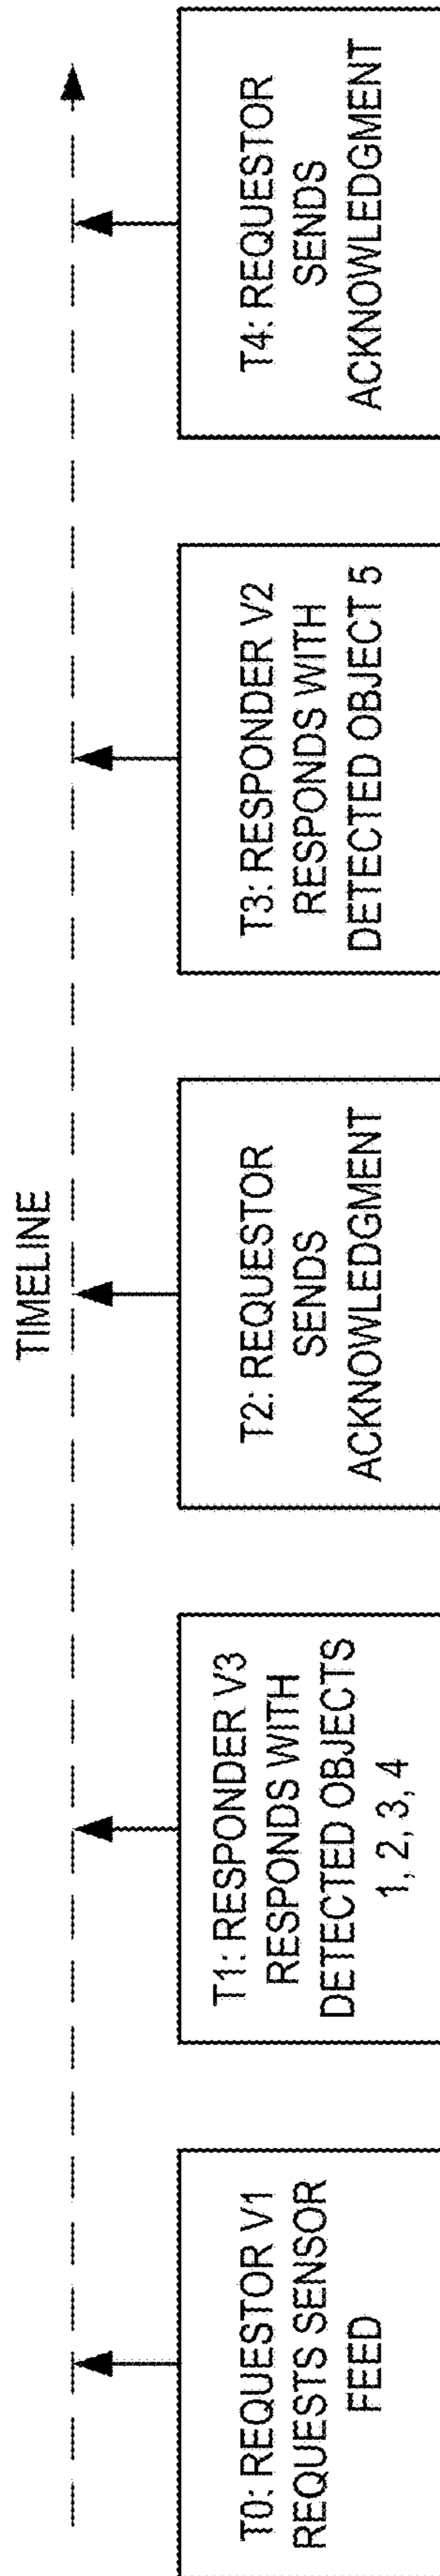 TIMELINE
T0: REQUESTOR V1
REQUESTS SENSOR
FEED
T1: RESPONDER V3
RESPONDS WITH
DETECTED OBJECTS
1, 2, 3, 4
T2: REQUESTOR
SENDS
ACKNOWLEDGMENT
T3: RESPONDER V2
RESPONDS WITH
DETECTED OBJECT 5
T4: REQUESTOR
SENDS
ACKNOWLEDGMENT